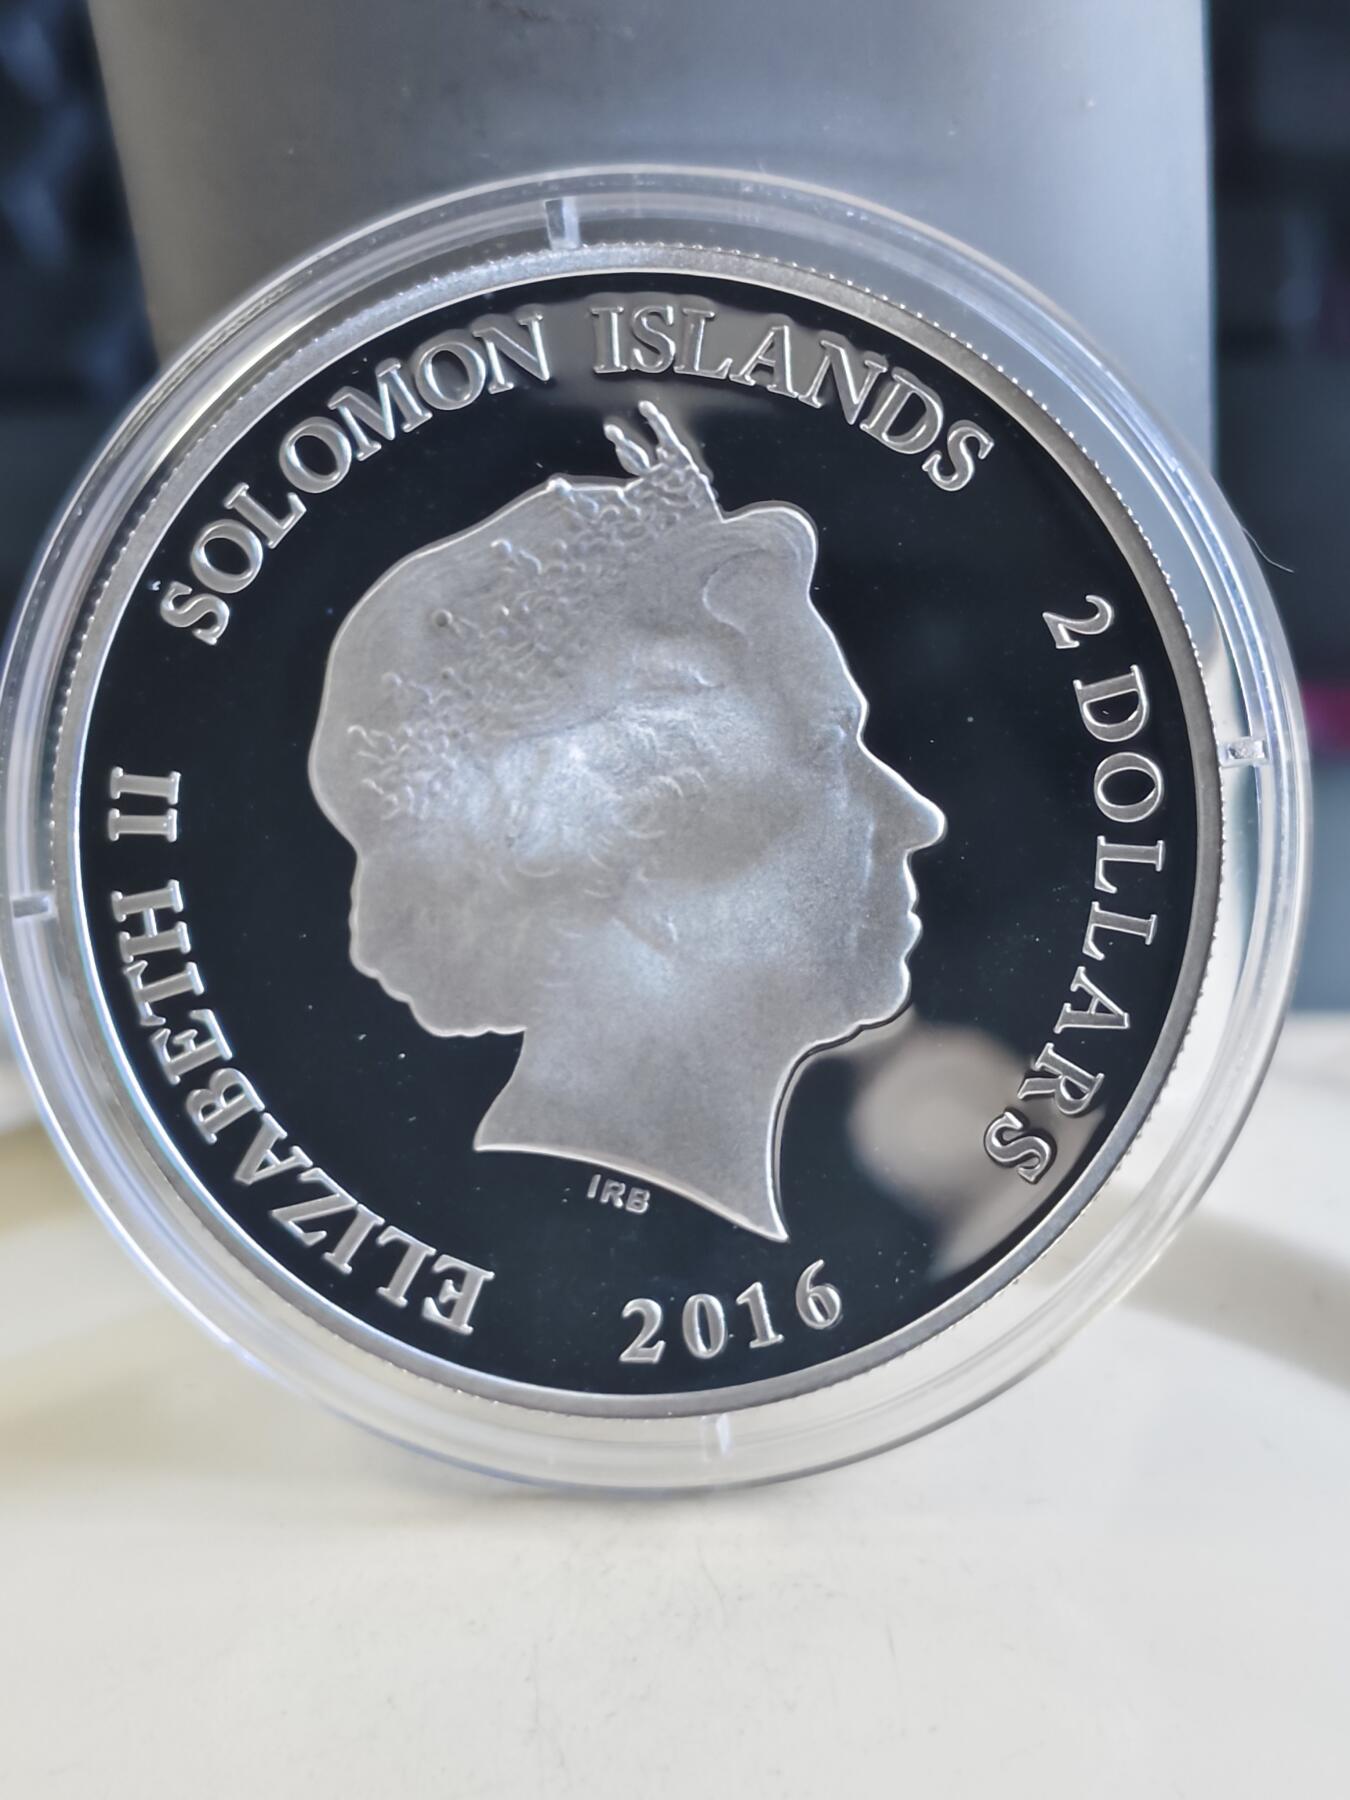 ELIZABETH II
SOLOMON ISLANDS
2 DOLLARS
IRB
2016